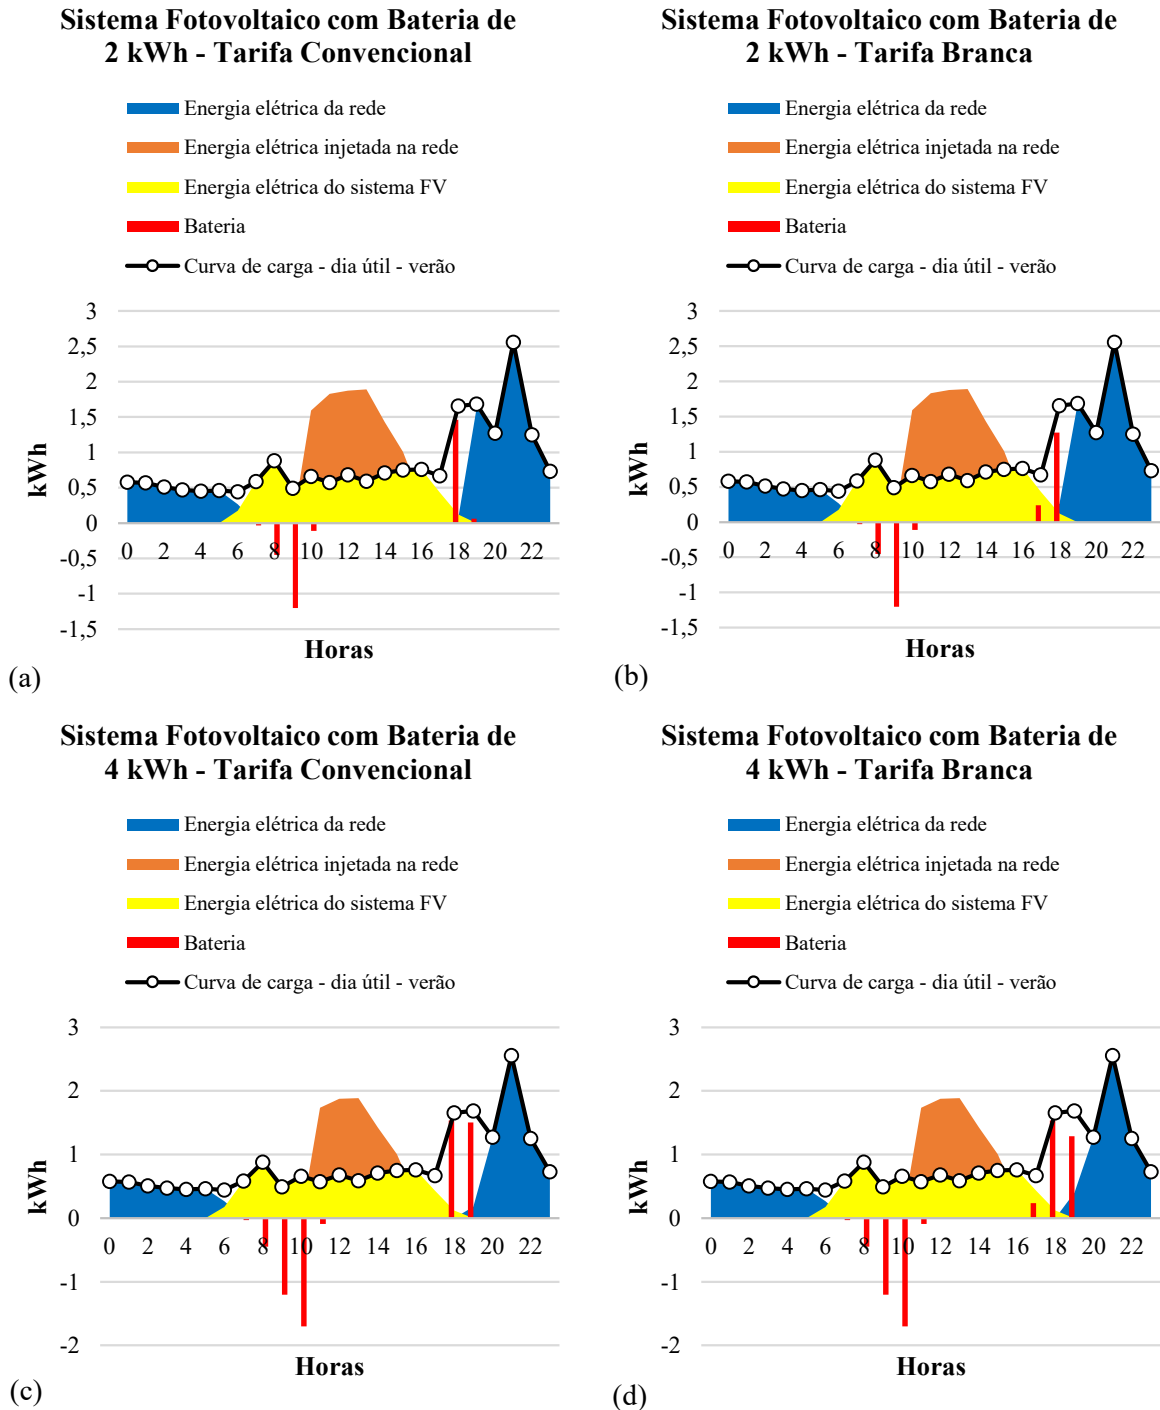 Sistema Fotovoltaico com Bateria de
2 kWh - Tarifa Convencional
Energia elétrica da rede
Energia elétrica injetada na rede
Energia elétrica do sistema FV
Bateria
Curva de carga - dia útil - verão
3
2,5
2
1,5
1
0,5
0
-0,5
-1
-1,5
kWh
0 2 4 6 8 10 12 14 16 18 20 22
Horas
(a)
Sistema Fotovoltaico com Bateria de
2 kWh - Tarifa Branca
Energia elétrica da rede
Energia elétrica injetada na rede
Energia elétrica do sistema FV
Bateria
Curva de carga - dia útil - verão
3
2,5
2
1,5
1
0,5
0
-0,5
-1
-1,5
kWh
0 2 4 6 8 10 12 14 16 18 20 22
Horas
(b)
Sistema Fotovoltaico com Bateria de
4 kWh - Tarifa Convencional
Energia elétrica da rede
Energia elétrica injetada na rede
Energia elétrica do sistema FV
Bateria
Curva de carga - dia útil - verão
3
2
1
0
-1
-2
kWh
0 2 4 6 8 10 12 14 16 18 20 22
Horas
(c)
Sistema Fotovoltaico com Bateria de
4 kWh - Tarifa Branca
Energia elétrica da rede
Energia elétrica injetada na rede
Energia elétrica do sistema FV
Bateria
Curva de carga - dia útil - verão
3
2
1
0
-1
-2
kWh
0 2 4 6 8 10 12 14 16 18 20 22
Horas
(d)